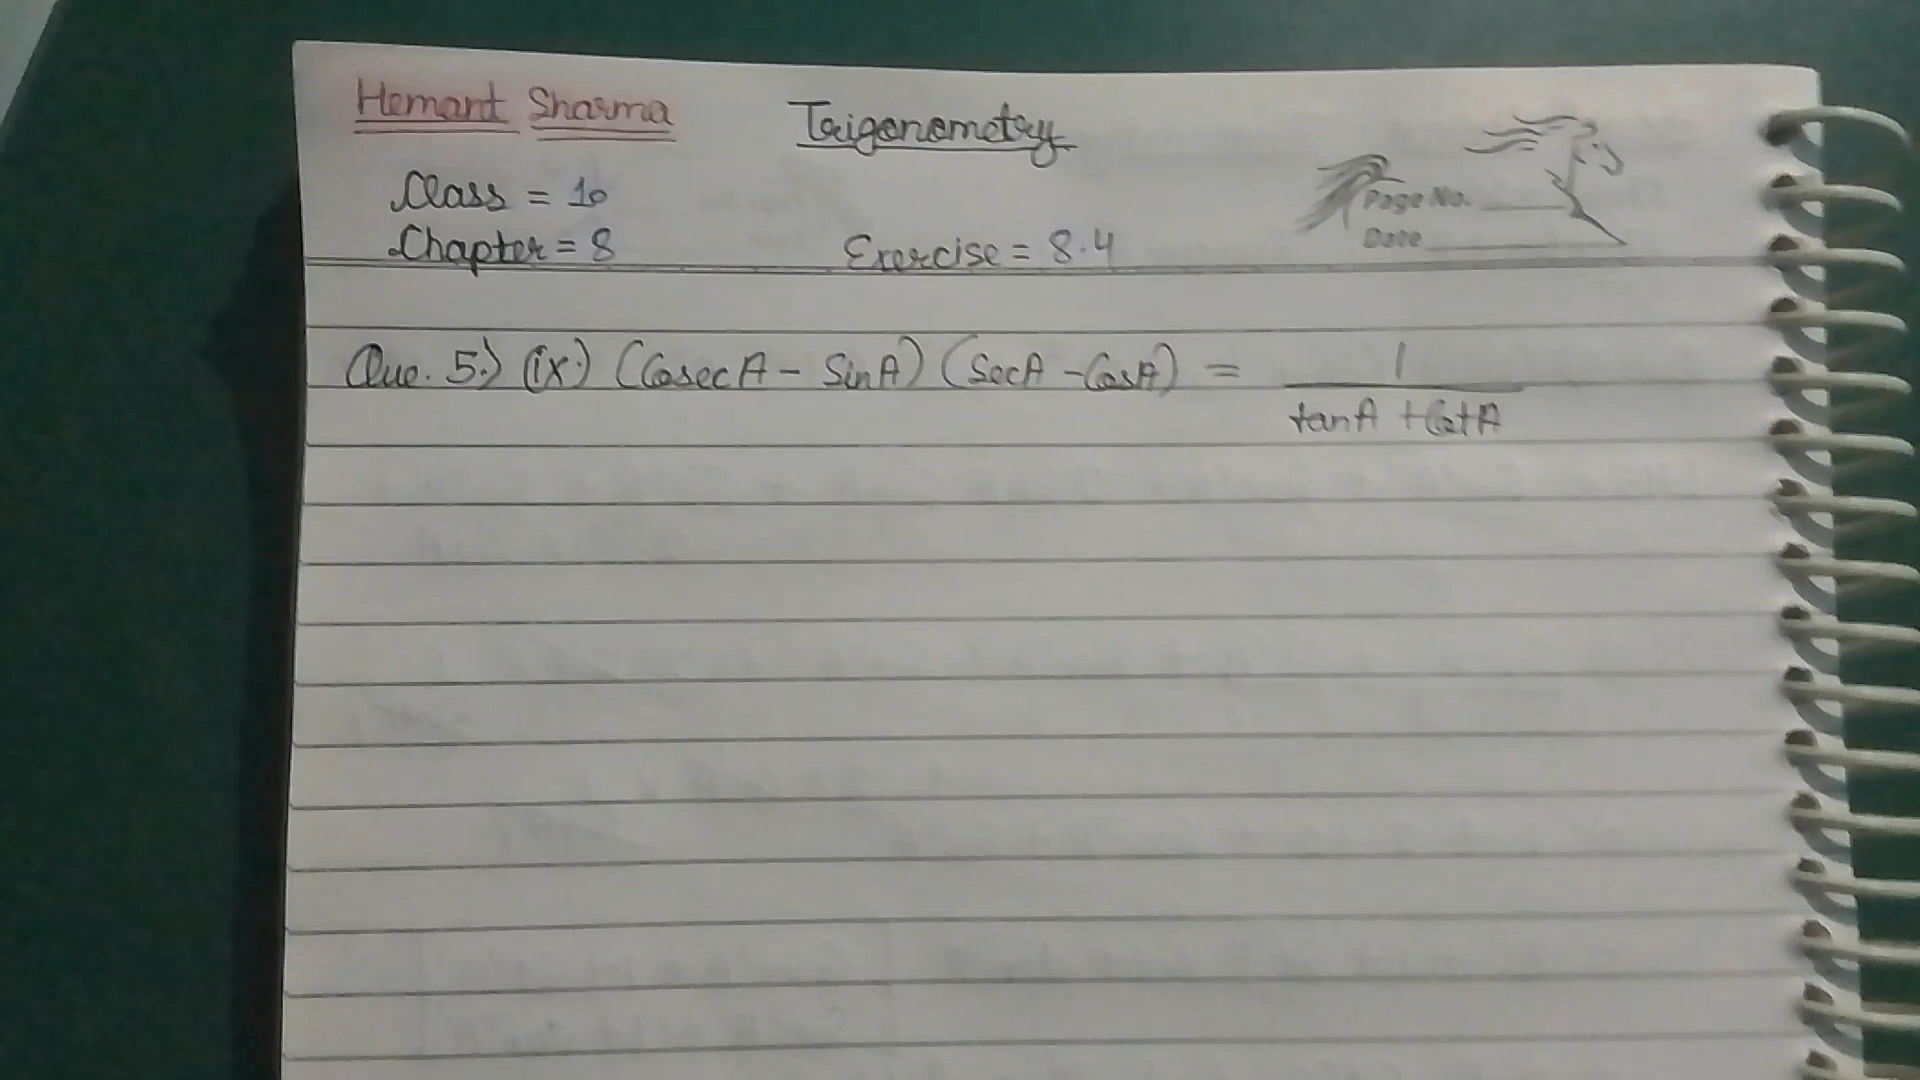 Hemant Sharma Trigonometry
Class = 10
Page No.
Chapter = 8 Exercise = 8.4
Date
Que. 5.) (ix.) (CosecA - SinA) (SecA - CosA) = 1
tanA + CotA